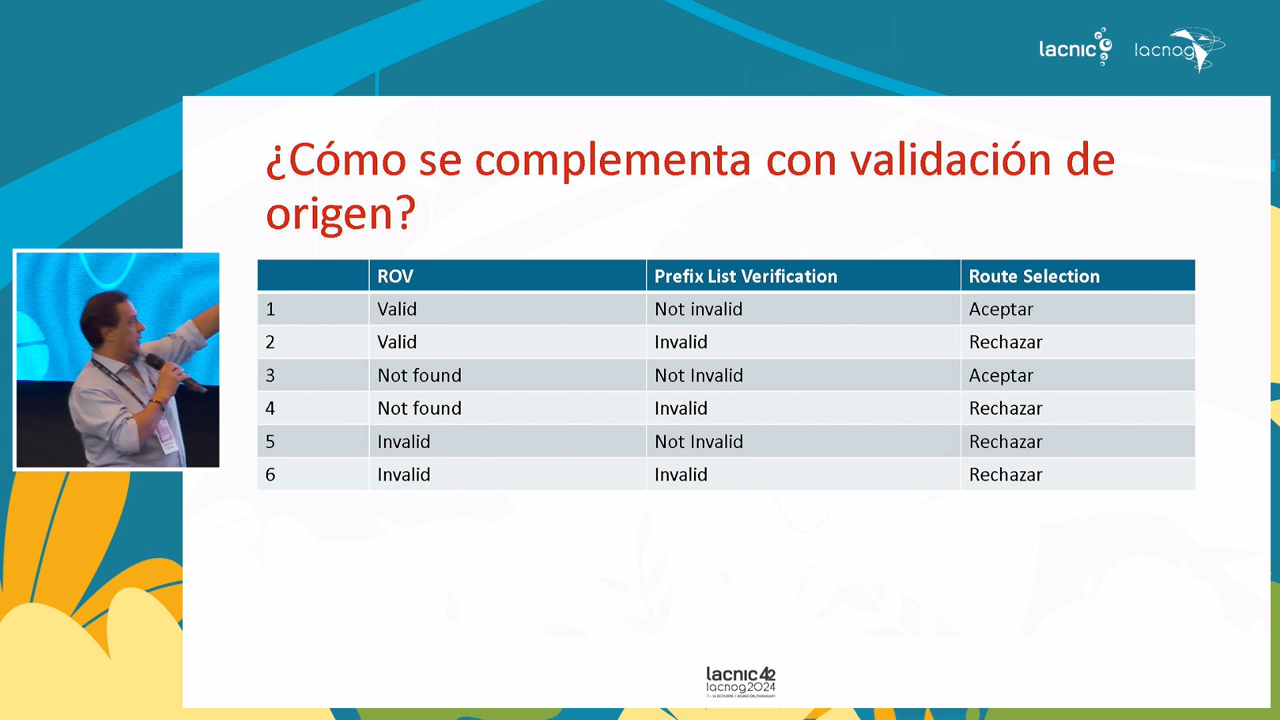 lacnic
lacnog
¿Cómo se complementa con validación de
origen?
ROV Prefix List Verification Route Selection
1 Valid Not invalid Aceptar
2 Valid Invalid Rechazar
3 Not found Not Invalid Aceptar
4 Not found Invalid Rechazar
5 Invalid Not Invalid Rechazar
6 Invalid Invalid Rechazar
lacnic 42
lacnog2024